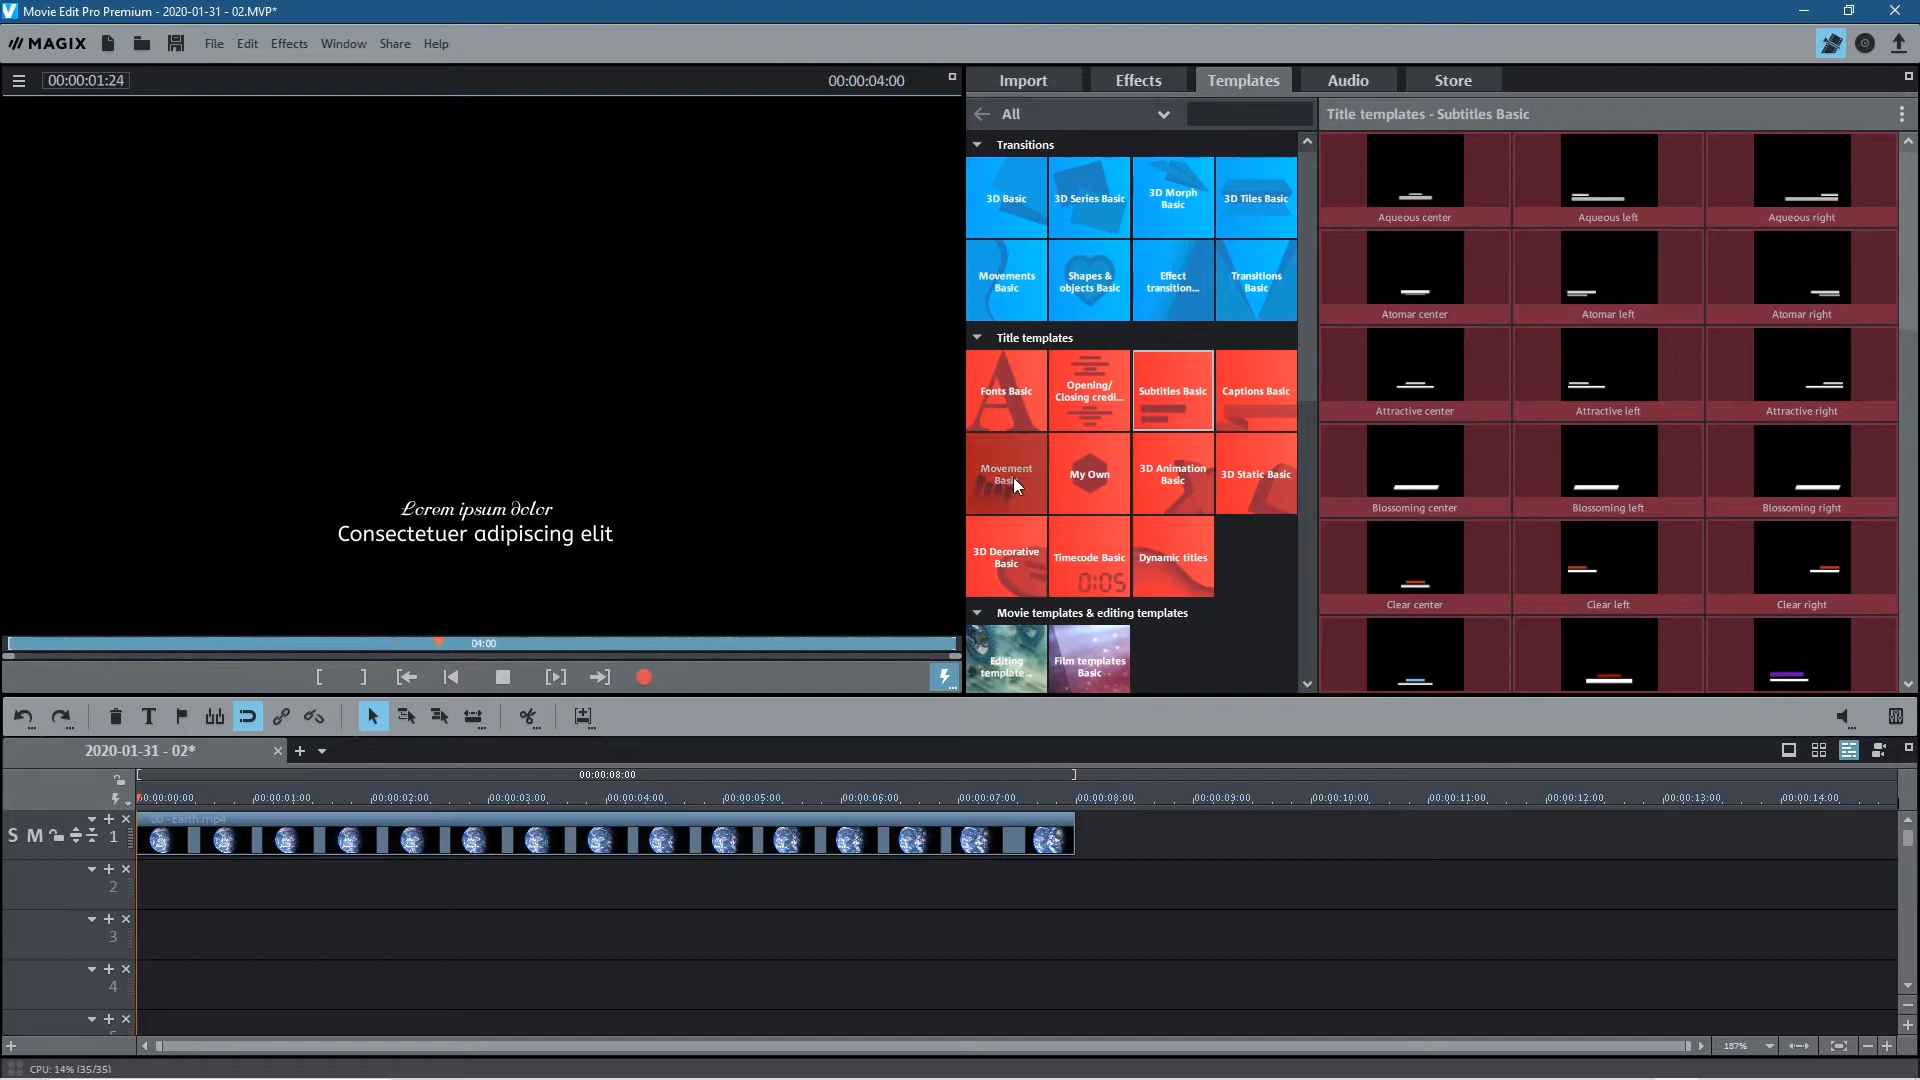 Movie Edit Pro Premium - 2020-01-31 - 02.MVP*
MAGIX File Edit Effects Window Share Help
00:00:01:24 00:00:04:00
Import Effects Templates Audio Store
All
Title templates - Subtitles Basic
Transitions
3D Basic
3D Series Basic
3D Morph
Basic
3D Tiles Basic
Movements
Basic
Shapes &
objects Basic
Effect
transition...
Transitions
Basic
Title templates
Fonts Basic
Opening/
Closing credi...
Subtitles Basic
Captions Basic
Movement
Basic
My Own
3D Animation
Basic
3D Static Basic
3D Decorative
Basic
Timecode Basic
0:05
Dynamic titles
Movie templates & editing templates
Editing
template...
Film templates
Basic
Aqueous center Aqueous left Aqueous right
Atomar center Atomar left Atomar right
Attractive center Attractive left Attractive right
Blossoming center Blossoming left Blossoming right
Clear center Clear left Clear right
Lorem ipsum dolor
Consectetuer adipiscing elit
04:00
2020-01-31 - 02*
00:00:08:00
00:00:00:00 00:00:01:00 00:00:02:00 00:00:03:00 00:00:04:00 00:00:05:00 00:00:06:00 00:00:07:00 00:00:08:00 00:00:09:00 00:00:10:00 00:00:11:00 00:00:12:00 00:00:13:00 00:00:14:00
00 - Earth.mp4
S M 1
2
3
4
187%
CPU: 14% (35/35)